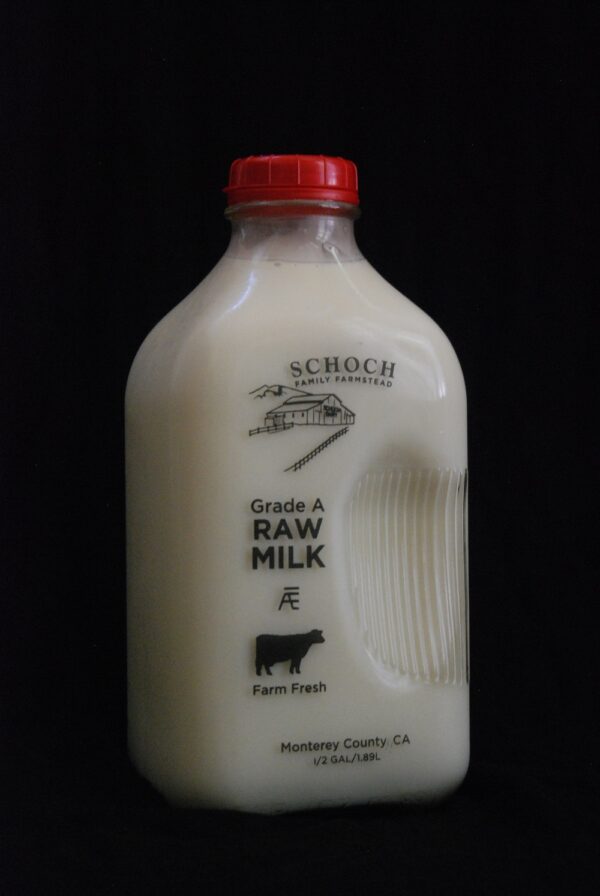 SCHOCH
FAMILY FARMSTEAD
Grade A
RAW
MILK
Æ
Farm Fresh
Monterey County, CA
1/2 GAL/1.89L